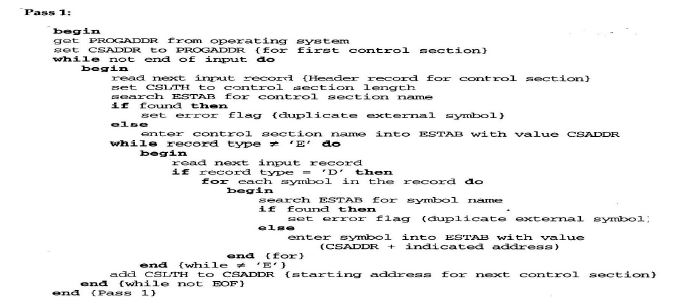 Pass 1:
begin
get PROGADDR from operating system
set CSADDR to PROGADDR {for first control section}
while not end of input do
begin
read next input record {Header record for control section}
set CSLTH to control section length
search ESTAB for control section name
if found then
set error flag {duplicate external symbol}
else
enter control section name into ESTAB with value CSADDR
while record type ≠ 'E' do
begin
read next input record
if record type = 'D' then
for each symbol in the record do
begin
search ESTAB for symbol name
if found then
set error flag (duplicate external symbol;
else
enter symbol into ESTAB with value
(CSADDR + indicated address)
end {for}
end {while ≠ 'E'}
add CSLTH to CSADDR {starting address for next control section}
end {while not EOF}
end {Pass 1}